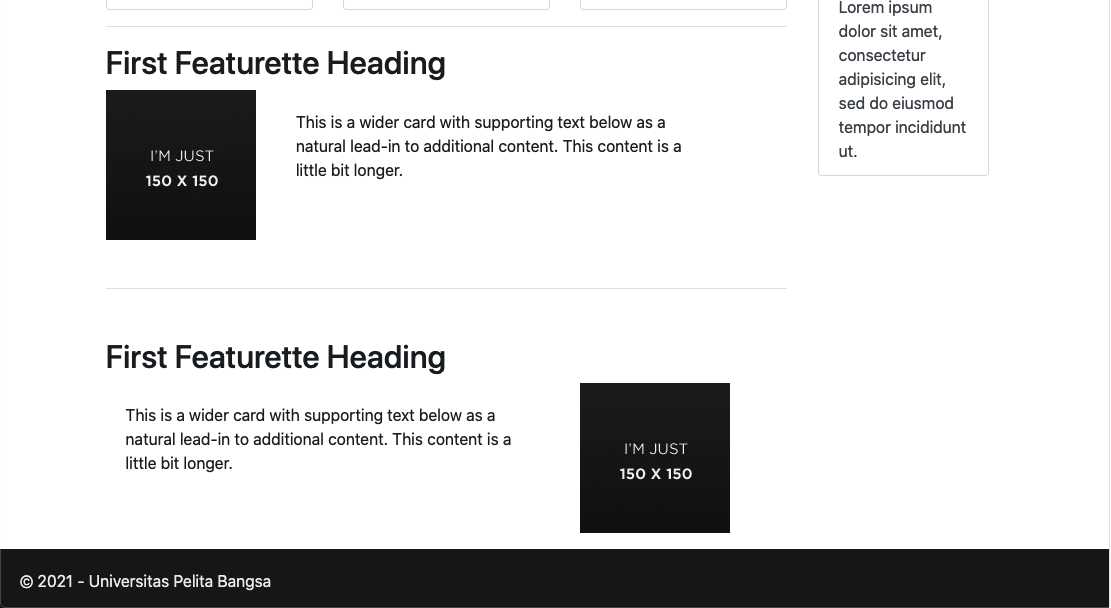 First Featurette Heading
I'M JUST
150 X 150
This is a wider card with supporting text below as a
natural lead-in to additional content. This content is a
little bit longer.
First Featurette Heading
This is a wider card with supporting text below as a
natural lead-in to additional content. This content is a
little bit longer.
I'M JUST
150 X 150
Lorem ipsum
dolor sit amet,
consectetur
adipisicing elit,
sed do eiusmod
tempor incididunt
ut.
© 2021 - Universitas Pelita Bangsa